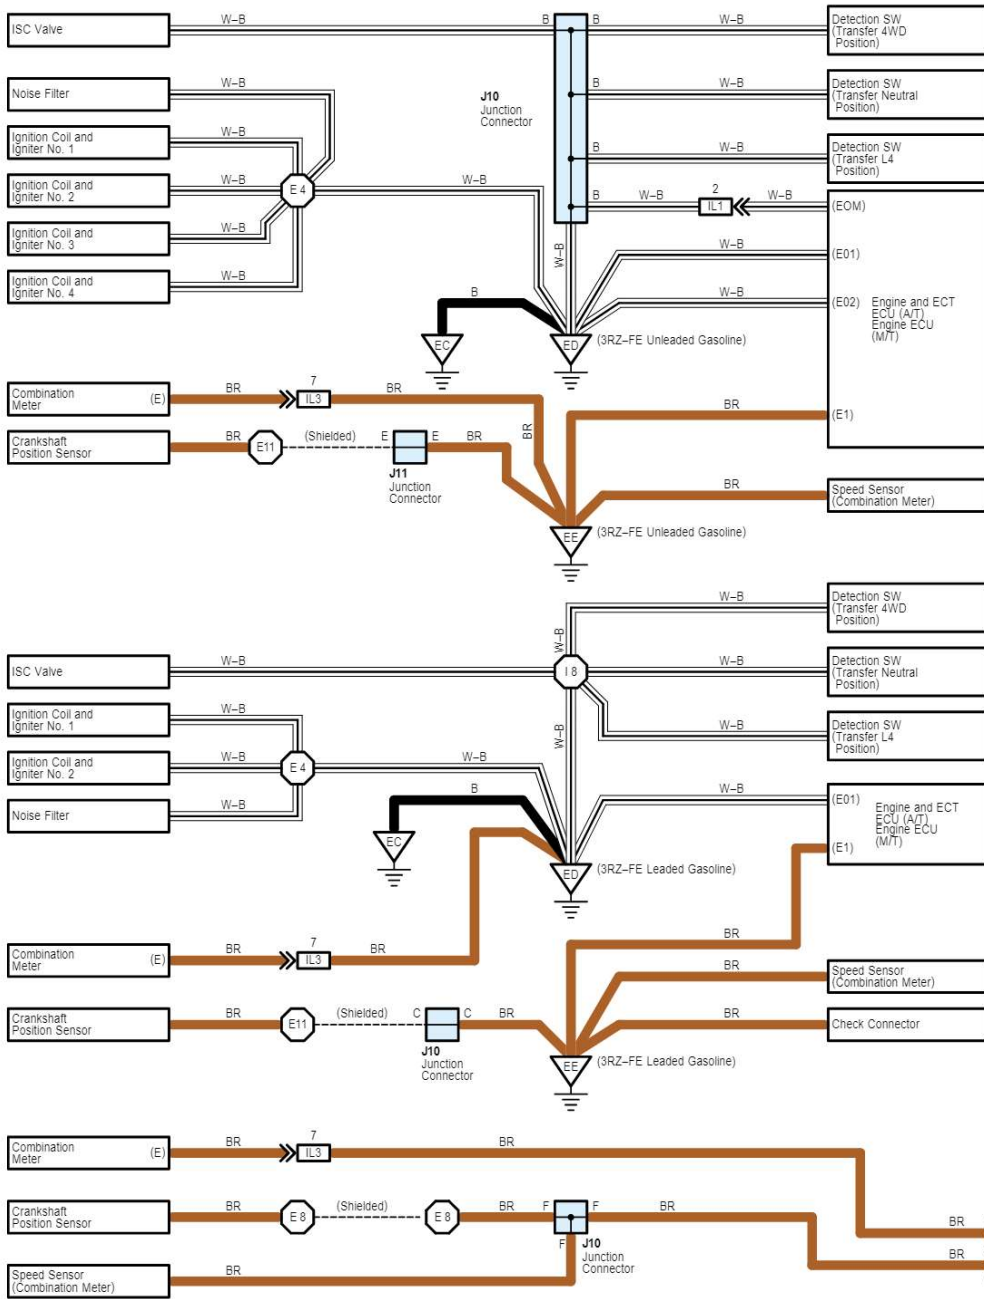 ISC Valve
W–B
B
B
W–B
Detection SW
(Transfer 4WD
Position)
Noise Filter
W–B
J10
Junction
Connector
B
W–B
Detection SW
(Transfer Neutral
Position)
Ignition Coil and
Igniter No. 1
W–B
B
W–B
Detection SW
(Transfer L4
Position)
Ignition Coil and
Igniter No. 2
W–B
E 4
W–B
B
W–B
2
IL1
W–B
(EOM)
Ignition Coil and
Igniter No. 3
W–B
W–B
W–B
(E01)
Ignition Coil and
Igniter No. 4
W–B
B
W–B
(E02)
Engine and ECT
ECU (A/T)
Engine ECU
(M/T)
EC
ED
(3RZ–FE Unleaded Gasoline)
Combination
Meter
(E)
BR
7
IL3
BR
BR
BR
(E1)
Crankshaft
Position Sensor
BR
E11
(Shielded)
E
E
BR
J11
Junction
Connector
BR
Speed Sensor
(Combination Meter)
EE
(3RZ–FE Unleaded Gasoline)
W–B
Detection SW
(Transfer 4WD
Position)
W–B
ISC Valve
W–B
I 8
W–B
Detection SW
(Transfer Neutral
Position)
Ignition Coil and
Igniter No. 1
W–B
W–B
W–B
Detection SW
(Transfer L4
Position)
Ignition Coil and
Igniter No. 2
W–B
E 4
W–B
Noise Filter
W–B
B
W–B
(E01)
Engine and ECT
ECU (A/T)
Engine ECU
(M/T)
(E1)
EC
ED
(3RZ–FE Leaded Gasoline)
Combination
Meter
(E)
BR
7
IL3
BR
BR
BR
Speed Sensor
(Combination Meter)
Crankshaft
Position Sensor
BR
E11
(Shielded)
C
C
BR
J10
Junction
Connector
BR
Check Connector
EE
(3RZ–FE Leaded Gasoline)
Combination
Meter
(E)
BR
7
IL3
BR
BR
Crankshaft
Position Sensor
BR
E 8
(Shielded)
E 8
BR
F
F
BR
F
J10
Junction
Connector
BR
Speed Sensor
(Combination Meter)
BR